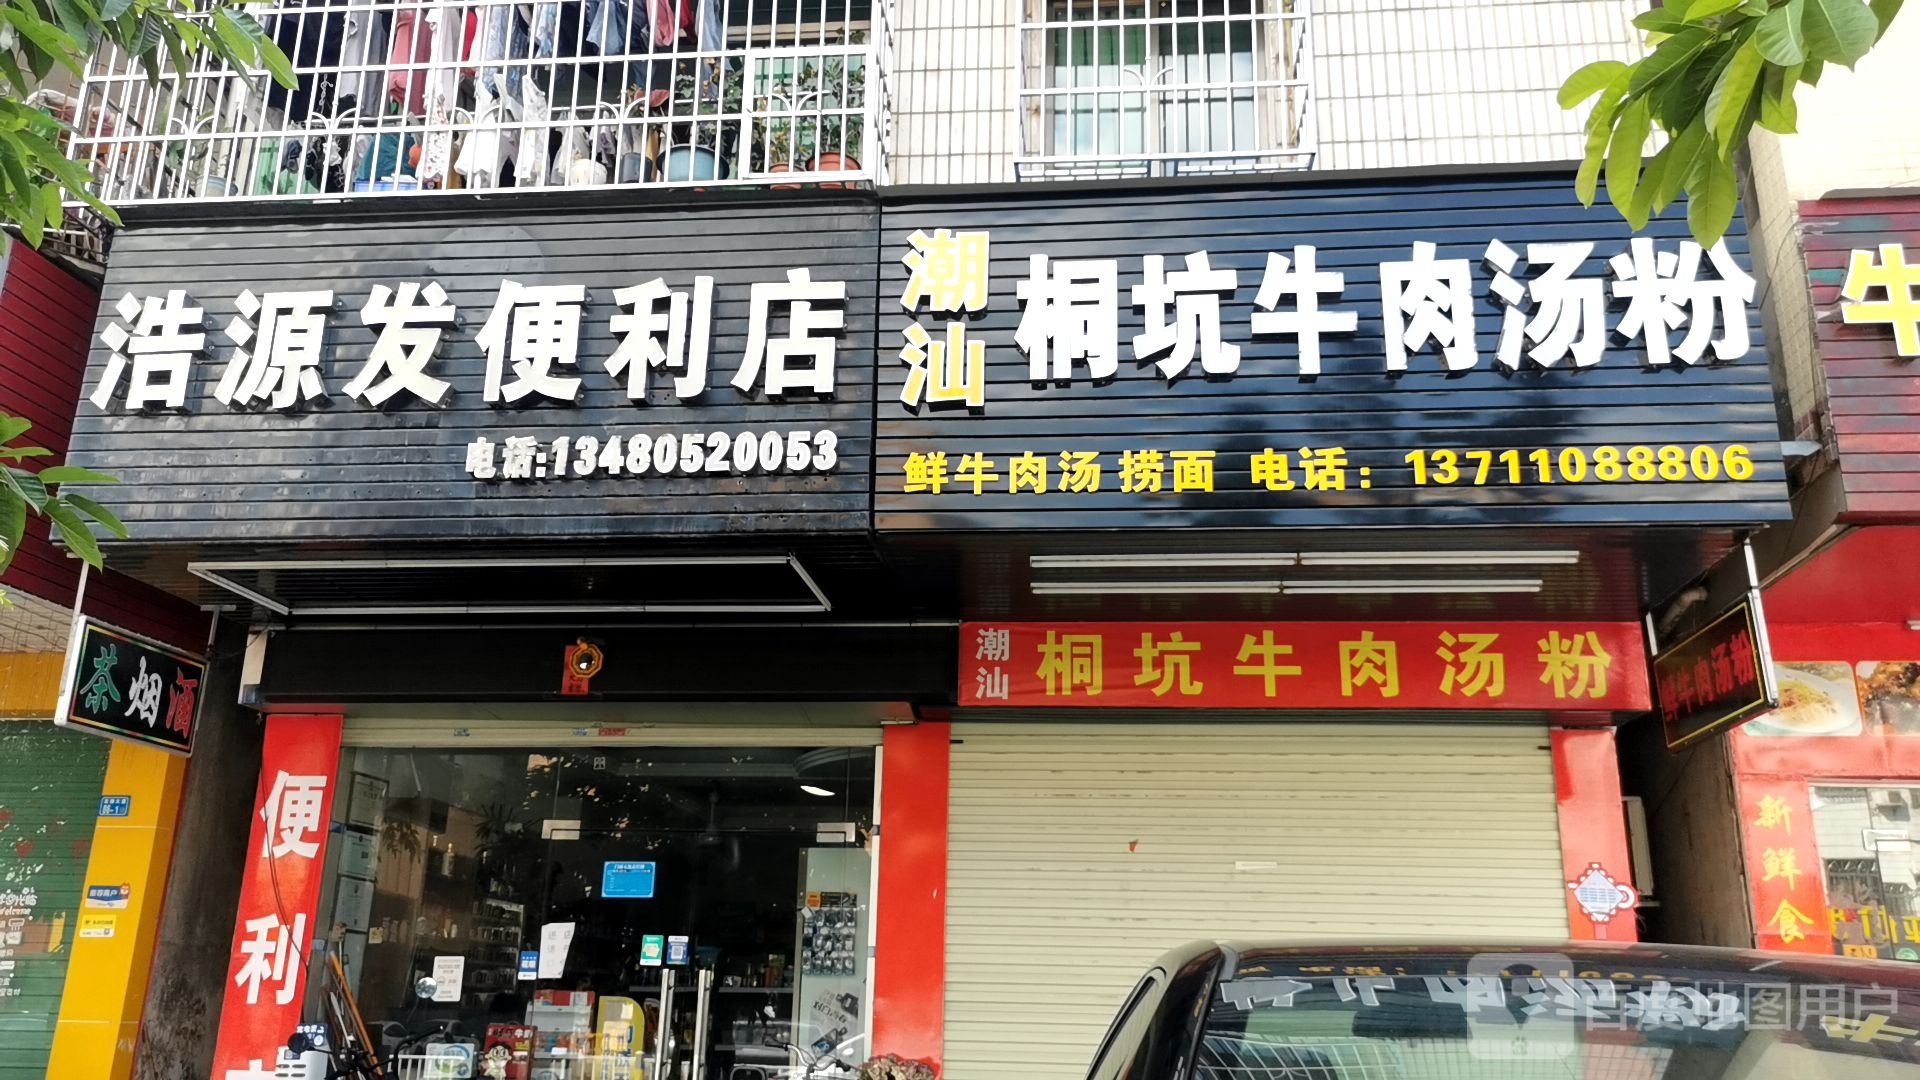 浩源发便利店
电话:13480520053
潮汕
桐坑牛肉汤粉
鲜牛肉汤 捞面 电话：13711088806
牛
潮汕
桐坑牛肉汤粉
茶烟酒
鲜牛肉汤粉
便利
新鲜食
百度地图用户